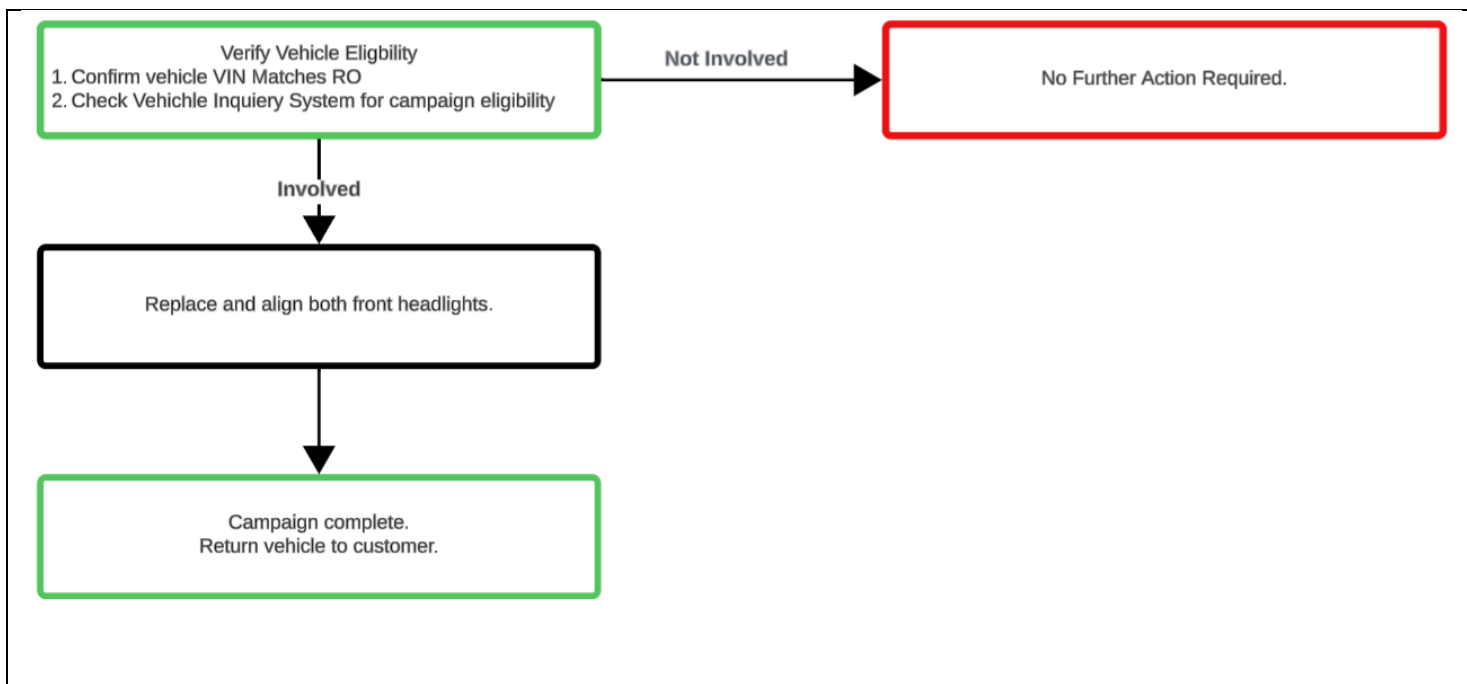 Verify Vehicle Eligbility
1. Confirm vehicle VIN Matches RO
2. Check Vehichle Inquiery System for campaign eligibility
Not Involved
No Further Action Required.
Involved
Replace and align both front headlights.
Campaign complete.
Return vehicle to customer.